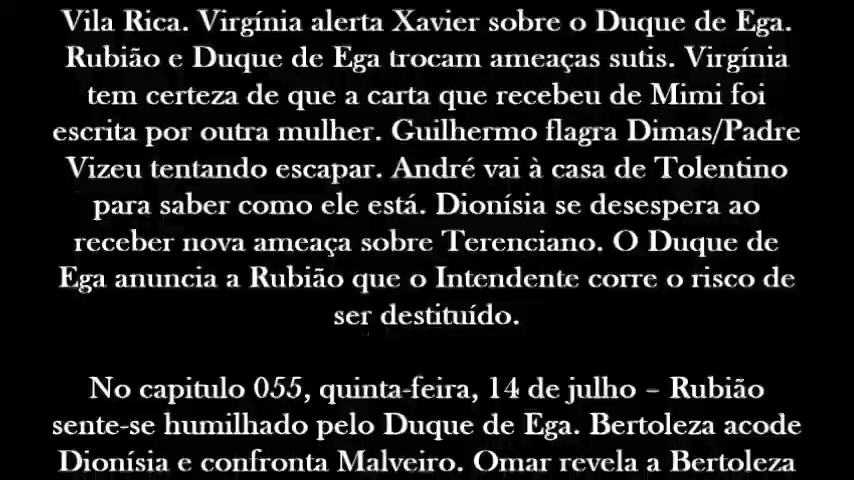 Vila Rica. Virgínia alerta Xavier sobre o Duque de Ega.
Rubião e Duque de Ega trocam ameaças sutis. Virgínia
tem certeza de que a carta que recebeu de Mimi foi
escrita por outra mulher. Guilhermo flagra Dimas/Padre
Vizeu tentando escapar. André vai à casa de Tolentino
para saber como ele está. Dionísia se desespera ao
receber nova ameaça sobre Terenciano. O Duque de
Ega anuncia a Rubião que o Intendente corre o risco de
ser destituído.
No capitulo 055, quinta-feira, 14 de julho – Rubião
sente-se humilhado pelo Duque de Ega. Bertoleza acode
Dionísia e confronta Malveiro. Omar revela a Bertoleza